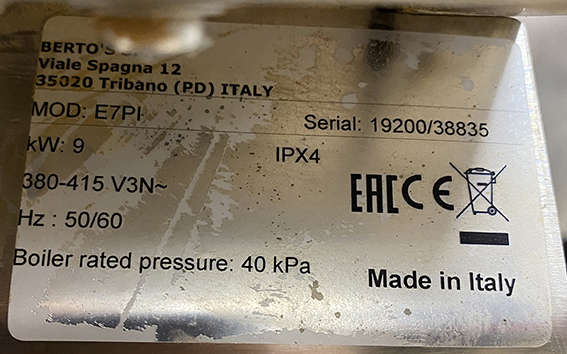 BERTO'S
Viale Spagna 12
35020 Tribano (PD) ITALY
MOD: E7PI
Serial: 19200/38835
kW: 9
IPX4
380-415 V3N~
EAC CE
Hz : 50/60
Boiler rated pressure: 40 kPa
Made in Italy